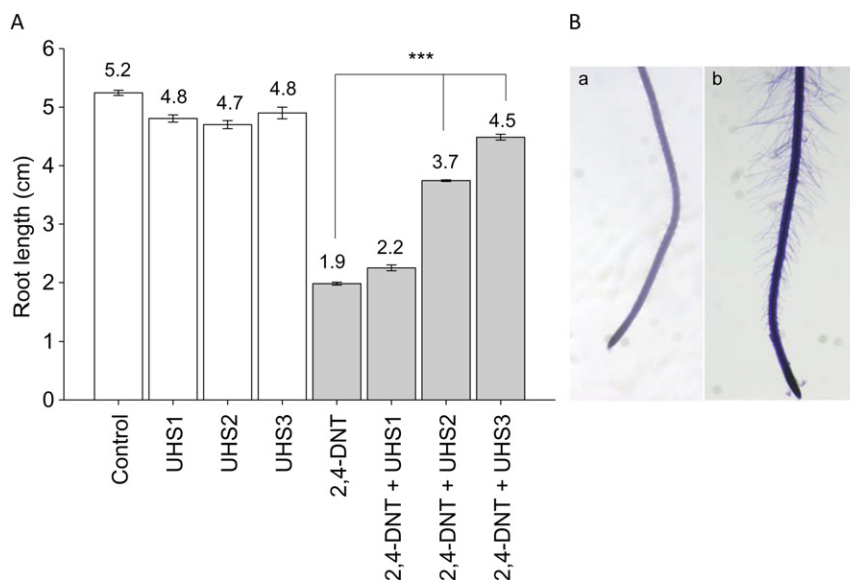 A
Root length (cm)
6
5
4
3
2
1
0
5.2
4.8
4.7
4.8
1.9
2.2
3.7
4.5
***
Control
UHS1
UHS2
UHS3
2,4-DNT
2,4-DNT + UHS1
2,4-DNT + UHS2
2,4-DNT + UHS3
B
a
b